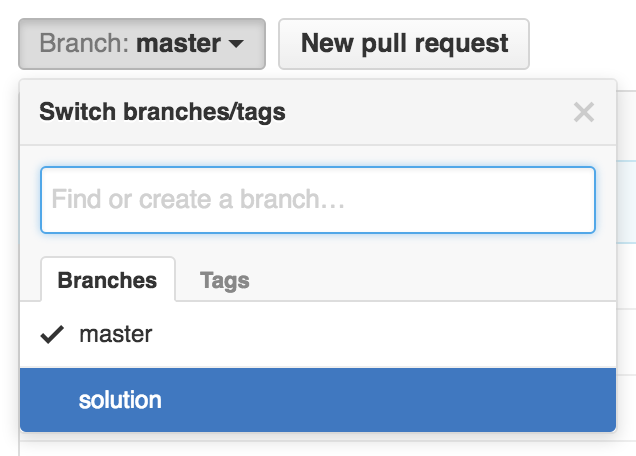 Branch: master New pull request
Switch branches/tags
Find or create a branch…
Branches Tags
master
solution